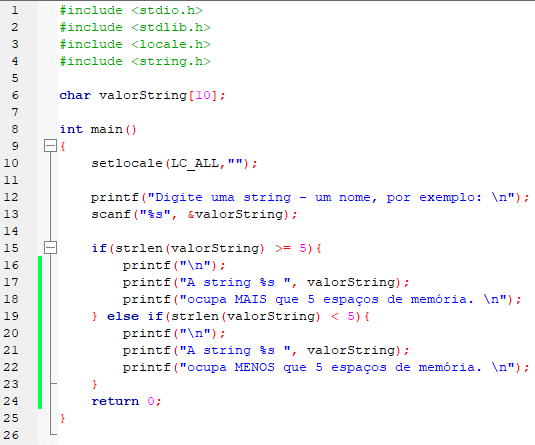 1 #include <stdio.h>
2 #include <stdlib.h>
3 #include <locale.h>
4 #include <string.h>
5
6 char valorString[10];
7
8 int main()
9 {
10 setlocale(LC_ALL,"");
11
12 printf("Digite uma string - um nome, por exemplo: \n");
13 scanf("%s", &valorString);
14
15 if(strlen(valorString) >= 5){
16 printf("\n");
17 printf("A string %s ", valorString);
18 printf("ocupa MAIS que 5 espaços de memória. \n");
19 } else if(strlen(valorString) < 5){
20 printf("\n");
21 printf("A string %s ", valorString);
22 printf("ocupa MENOS que 5 espaços de memória. \n");
23 }
24 return 0;
25 }
26